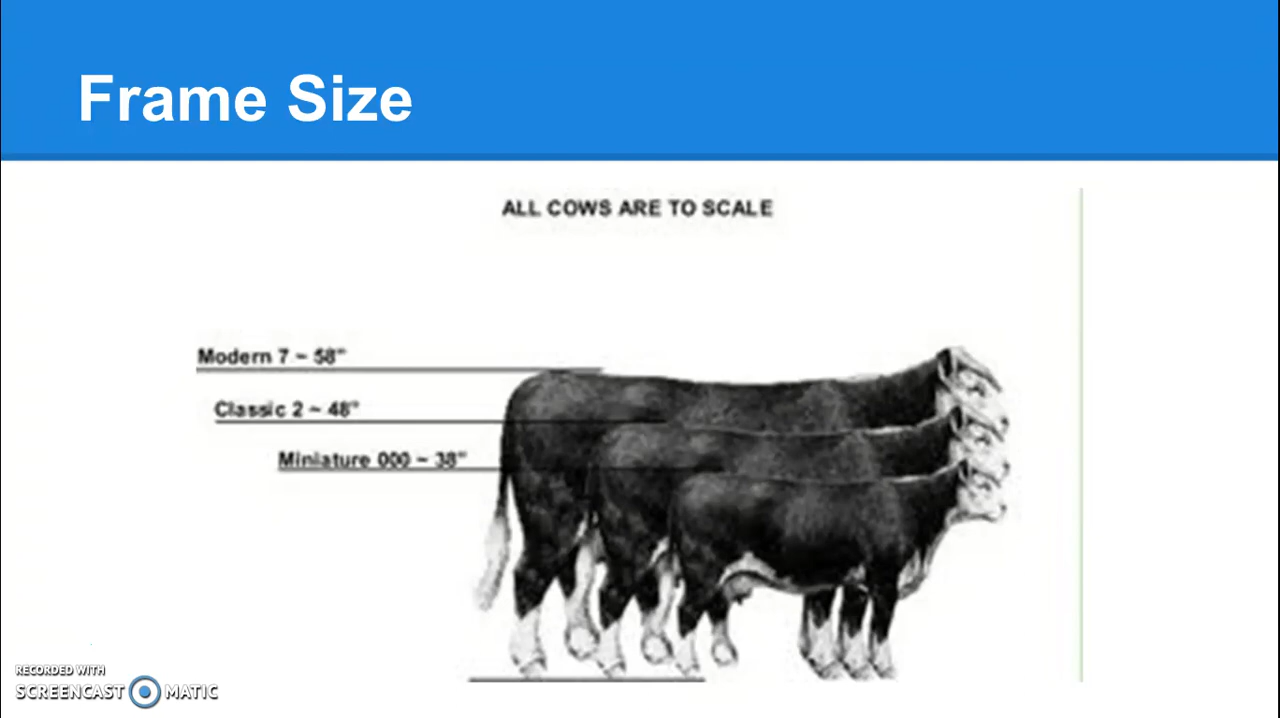 Frame Size
ALL COWS ARE TO SCALE
Modern 7 ~ 58"
Classic 2 ~ 48"
Miniature 000 ~ 38"
RECORDED WITH
SCREENCAST MATIC